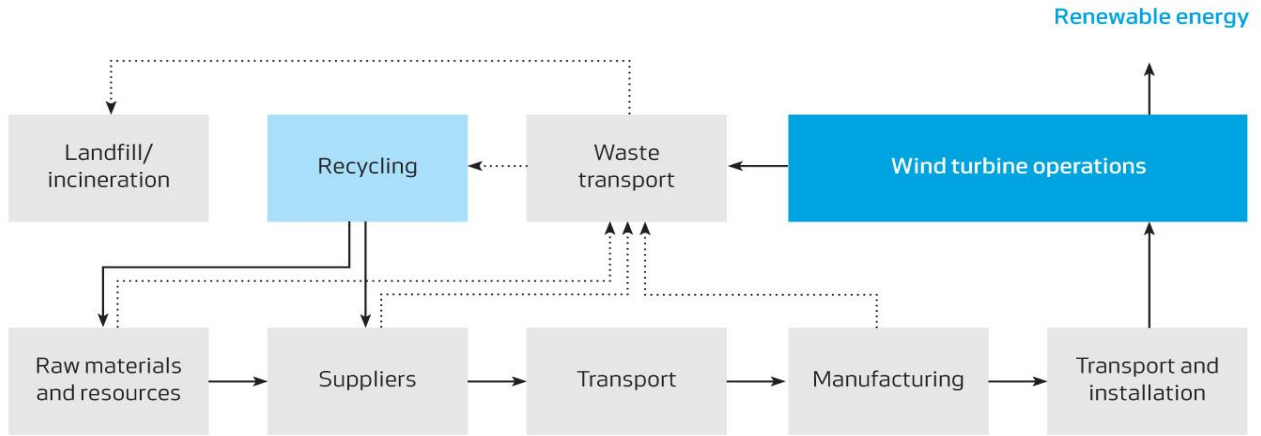 Renewable energy
Landfill/
incineration
Recycling
Waste
transport
Wind turbine operations
Raw materials
and resources
Suppliers
Transport
Manufacturing
Transport and
installation